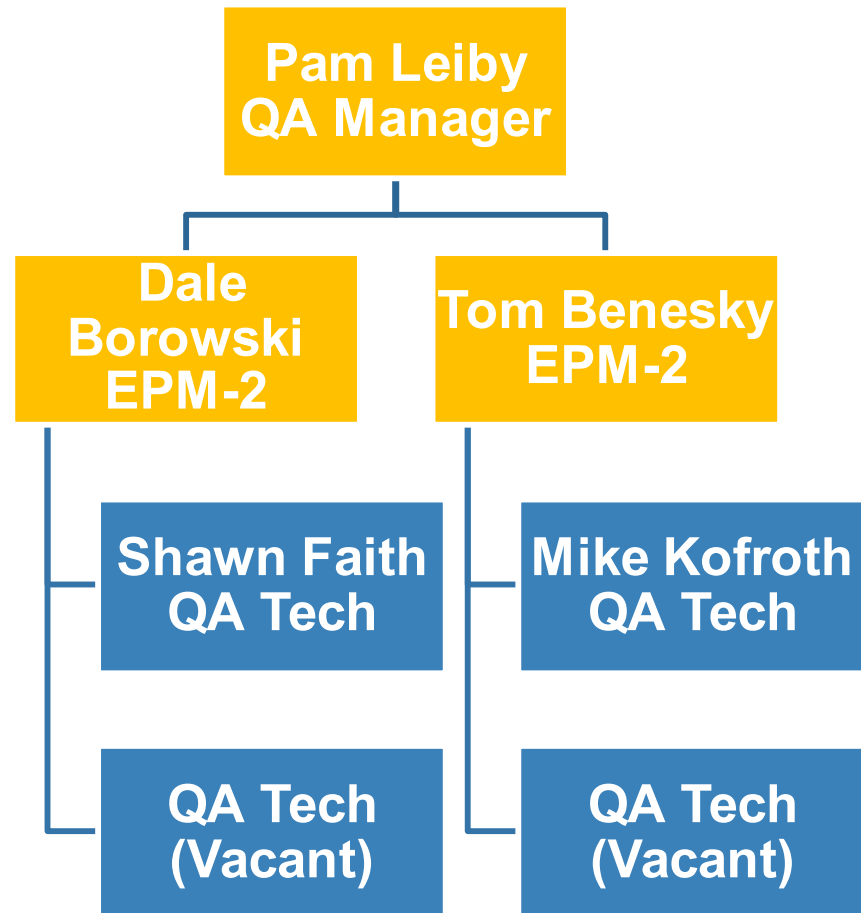 Pam Leiby
QA Manager
Dale
Borowski
EPM-2
Tom Benesky
EPM-2
Shawn Faith
QA Tech
Mike Kofroth
QA Tech
QA Tech
(Vacant)
QA Tech
(Vacant)